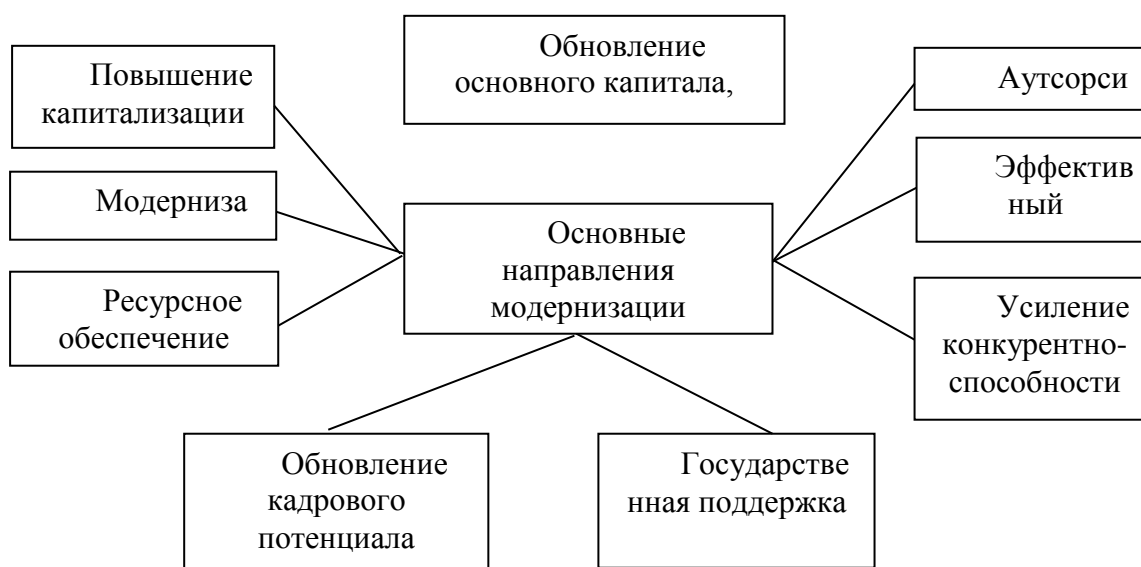 Обновление
основного капитала,
Повышение
капитализации
Аутсорси
Модерниза
Эффектив
ный
Основные
направления
модернизации
Ресурсное
обеспечение
Усиление
конкурентно-
способности
Обновление
кадрового
потенциала
Государстве
нная поддержка